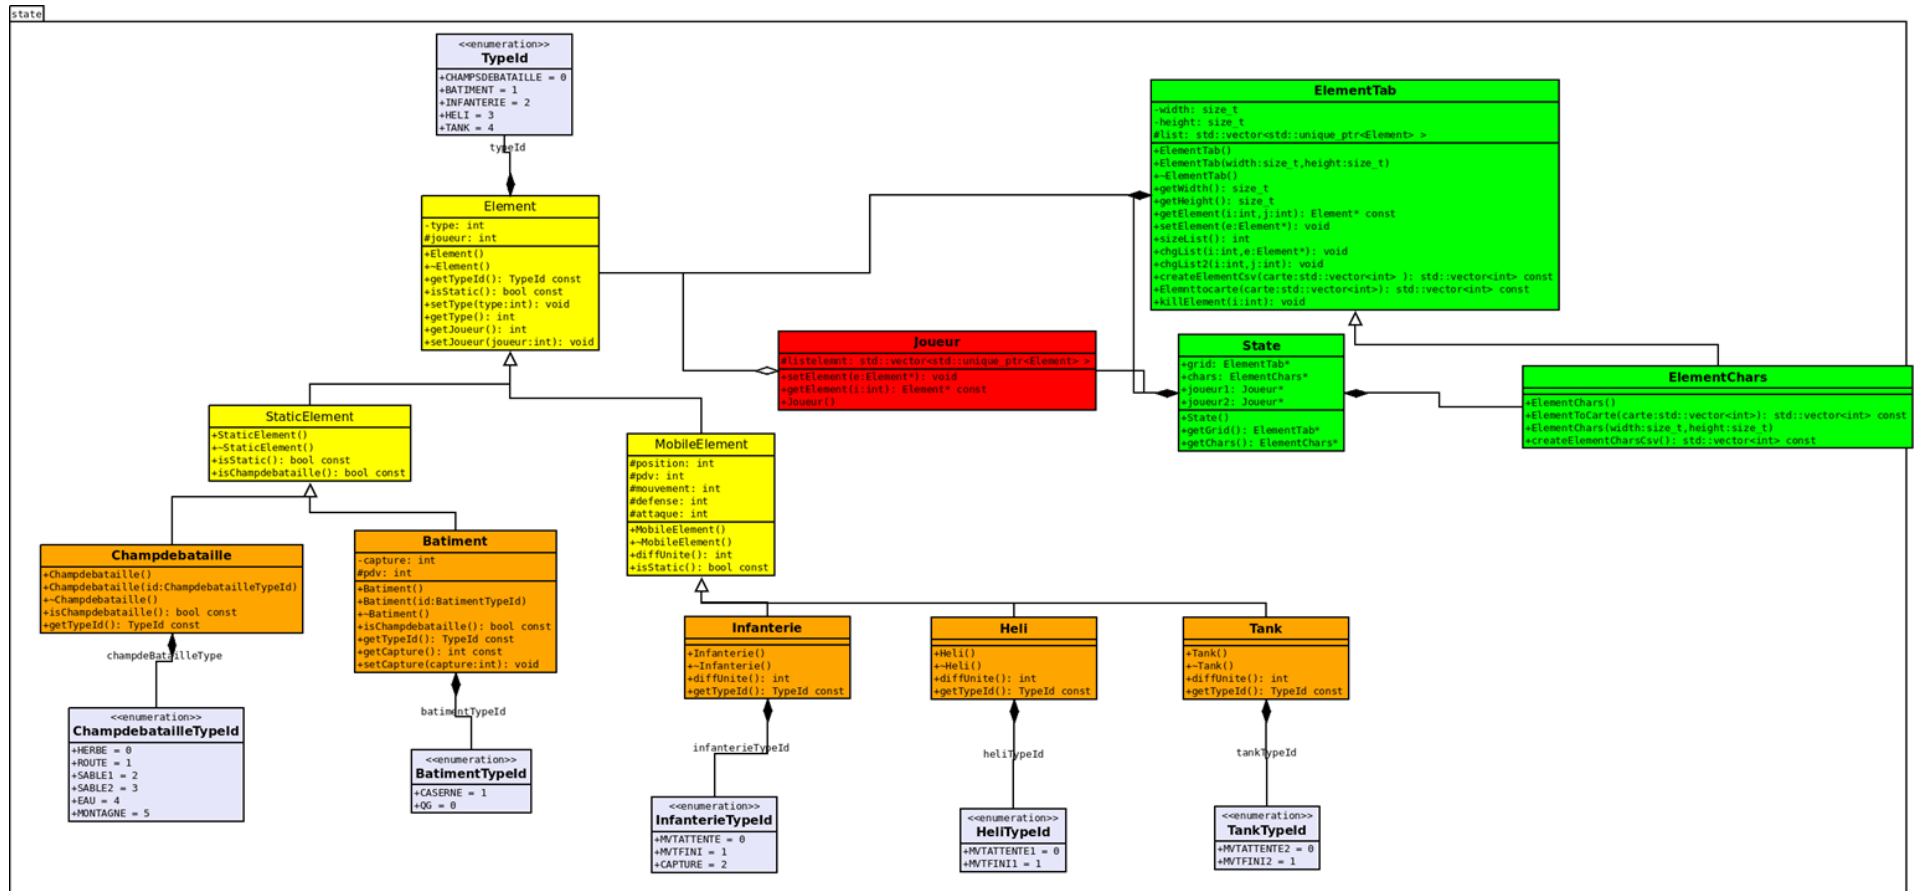 state
<<enumeration>>
TypeId
+CHAMPSDEBATAILLE = 0
+BATIMENT = 1
+INFANTERIE = 2
+HELI = 3
+TANK = 4
typeId
Element
-type: int
#joueur: int
+Element()
+~Element()
+getTypeId(): TypeId const
+isStatic(): bool const
+setType(type:int): void
+getType(): int
+getJoueur(): int
+setJoueur(joueur:int): void
ElementTab
-width: size_t
-height: size_t
#list: std::vector<std::unique_ptr<Element> >
+ElementTab()
+ElementTab(width:size_t,height:size_t)
+~ElementTab()
+getWidth(): size_t
+getHeight(): size_t
+getElement(i:int,j:int): Element* const
+setElement(e:Element*): void
+sizeList(): int
+chgList(i:int,e:Element*): void
+chgList2(i:int,j:int): void
+createElementCsv(carte:std::vector<int> ): std::vector<int> const
+Elemnttocarte(carte:std::vector<int>): std::vector<int> const
+killElement(i:int): void
Joueur
#listelemnt: std::vector<std::unique_ptr<Element> >
+setElement(e:Element*): void
+getElement(i:int): Element* const
+Joueur()
State
+grid: ElementTab*
+chars: ElementChars*
+joueur1: Joueur*
+joueur2: Joueur*
+State()
+getGrid(): ElementTab*
+getChars(): ElementChars*
ElementChars
+ElementChars()
+ElementToCarte(carte:std::vector<int>): std::vector<int> const
+ElementChars(width:size_t,height:size_t)
+createElementCharsCsv(): std::vector<int> const
StaticElement
+StaticElement()
+~StaticElement()
+isStatic(): bool const
+isChampdebataille(): bool const
MobileElement
#position: int
#pdv: int
#mouvement: int
#defense: int
#attaque: int
+MobileElement()
+~MobileElement()
+diffUnite(): int
+isStatic(): bool const
Champdebataille
+Champdebataille()
+Champdebataille(id:ChampdebatailleTypeId)
+~Champdebataille()
+isChampdebataille(): bool const
+getTypeId(): TypeId const
champdeBatailleType
Batiment
-capture: int
#pdv: int
+Batiment()
+Batiment(id:BatimentTypeId)
+~Batiment()
+isChampdebataille(): bool const
+getTypeId(): TypeId const
+getCapture(): int const
+setCapture(capture:int): void
batimentTypeId
Infanterie
+Infanterie()
+~Infanterie()
+diffUnite(): int
+getTypeId(): TypeId const
infanterieTypeId
Heli
+Heli()
+~Heli()
+diffUnite(): int
+getTypeId(): TypeId const
heliTypeId
Tank
+Tank()
+~Tank()
+diffUnite(): int
+getTypeId(): TypeId const
tankTypeId
<<enumeration>>
ChampdebatailleTypeId
+HERBE = 0
+ROUTE = 1
+SABLE1 = 2
+SABLE2 = 3
+EAU = 4
+MONTAGNE = 5
<<enumeration>>
BatimentTypeId
+CASERNE = 1
+QG = 0
<<enumeration>>
InfanterieTypeId
+MVTATTENTE = 0
+MVTFINI = 1
+CAPTURE = 2
<<enumeration>>
HeliTypeId
+MVTATTENTE1 = 0
+MVTFINI1 = 1
<<enumeration>>
TankTypeId
+MVTATTENTE2 = 0
+MVTFINI2 = 1